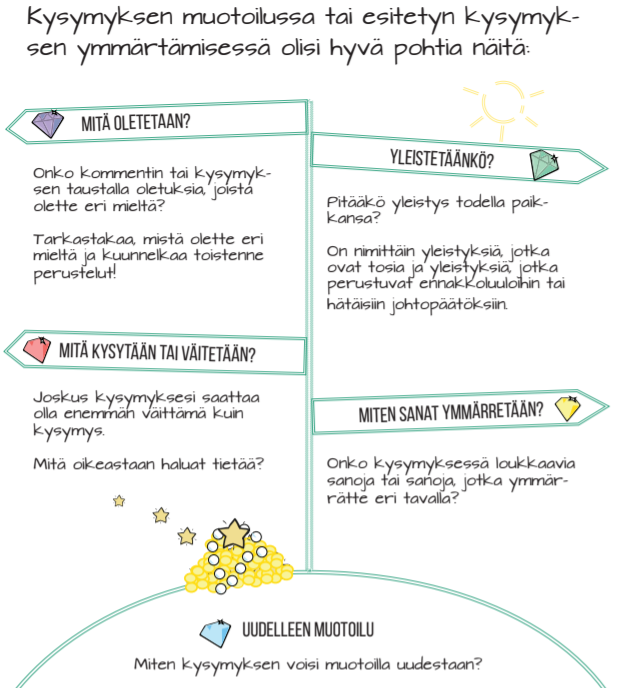 Kysymyksen muotoilussa tai esitetyn kysymyk-
sen ymmärtämisessä olisi hyvä pohtia näitä:
MITÄ OLETETAAN?
Onko kommentin tai kysymyk-
sen taustalla oletuksia, joista
olette eri mieltä?
Tarkastakaa, mistä olette eri
mieltä ja kuunnelkaa toistenne
perustelut!
YLEISTETÄÄNKÖ?
Pitääkö yleistys todella paik-
kansa?
On nimittäin yleistyksiä, jotka
ovat tosia ja yleistyksiä, jotka
perustuvat ennakkoluuloihin tai
hätäisiin johtopäätöksiin.
MITÄ KYSYTÄÄN TAI VÄITETÄÄN?
Joskus kysymyksesi saattaa
olla enemmän väittämä kuin
kysymys.
Mitä oikeastaan haluat tietää?
MITEN SANAT YMMÄRRETÄÄN?
Onko kysymyksessä loukkaavia
sanoja tai sanoja, jotka ymmär-
rätte eri tavalla?
UUDELLEEN MUOTOILU
Miten kysymyksen voisi muotoilla uudestaan?